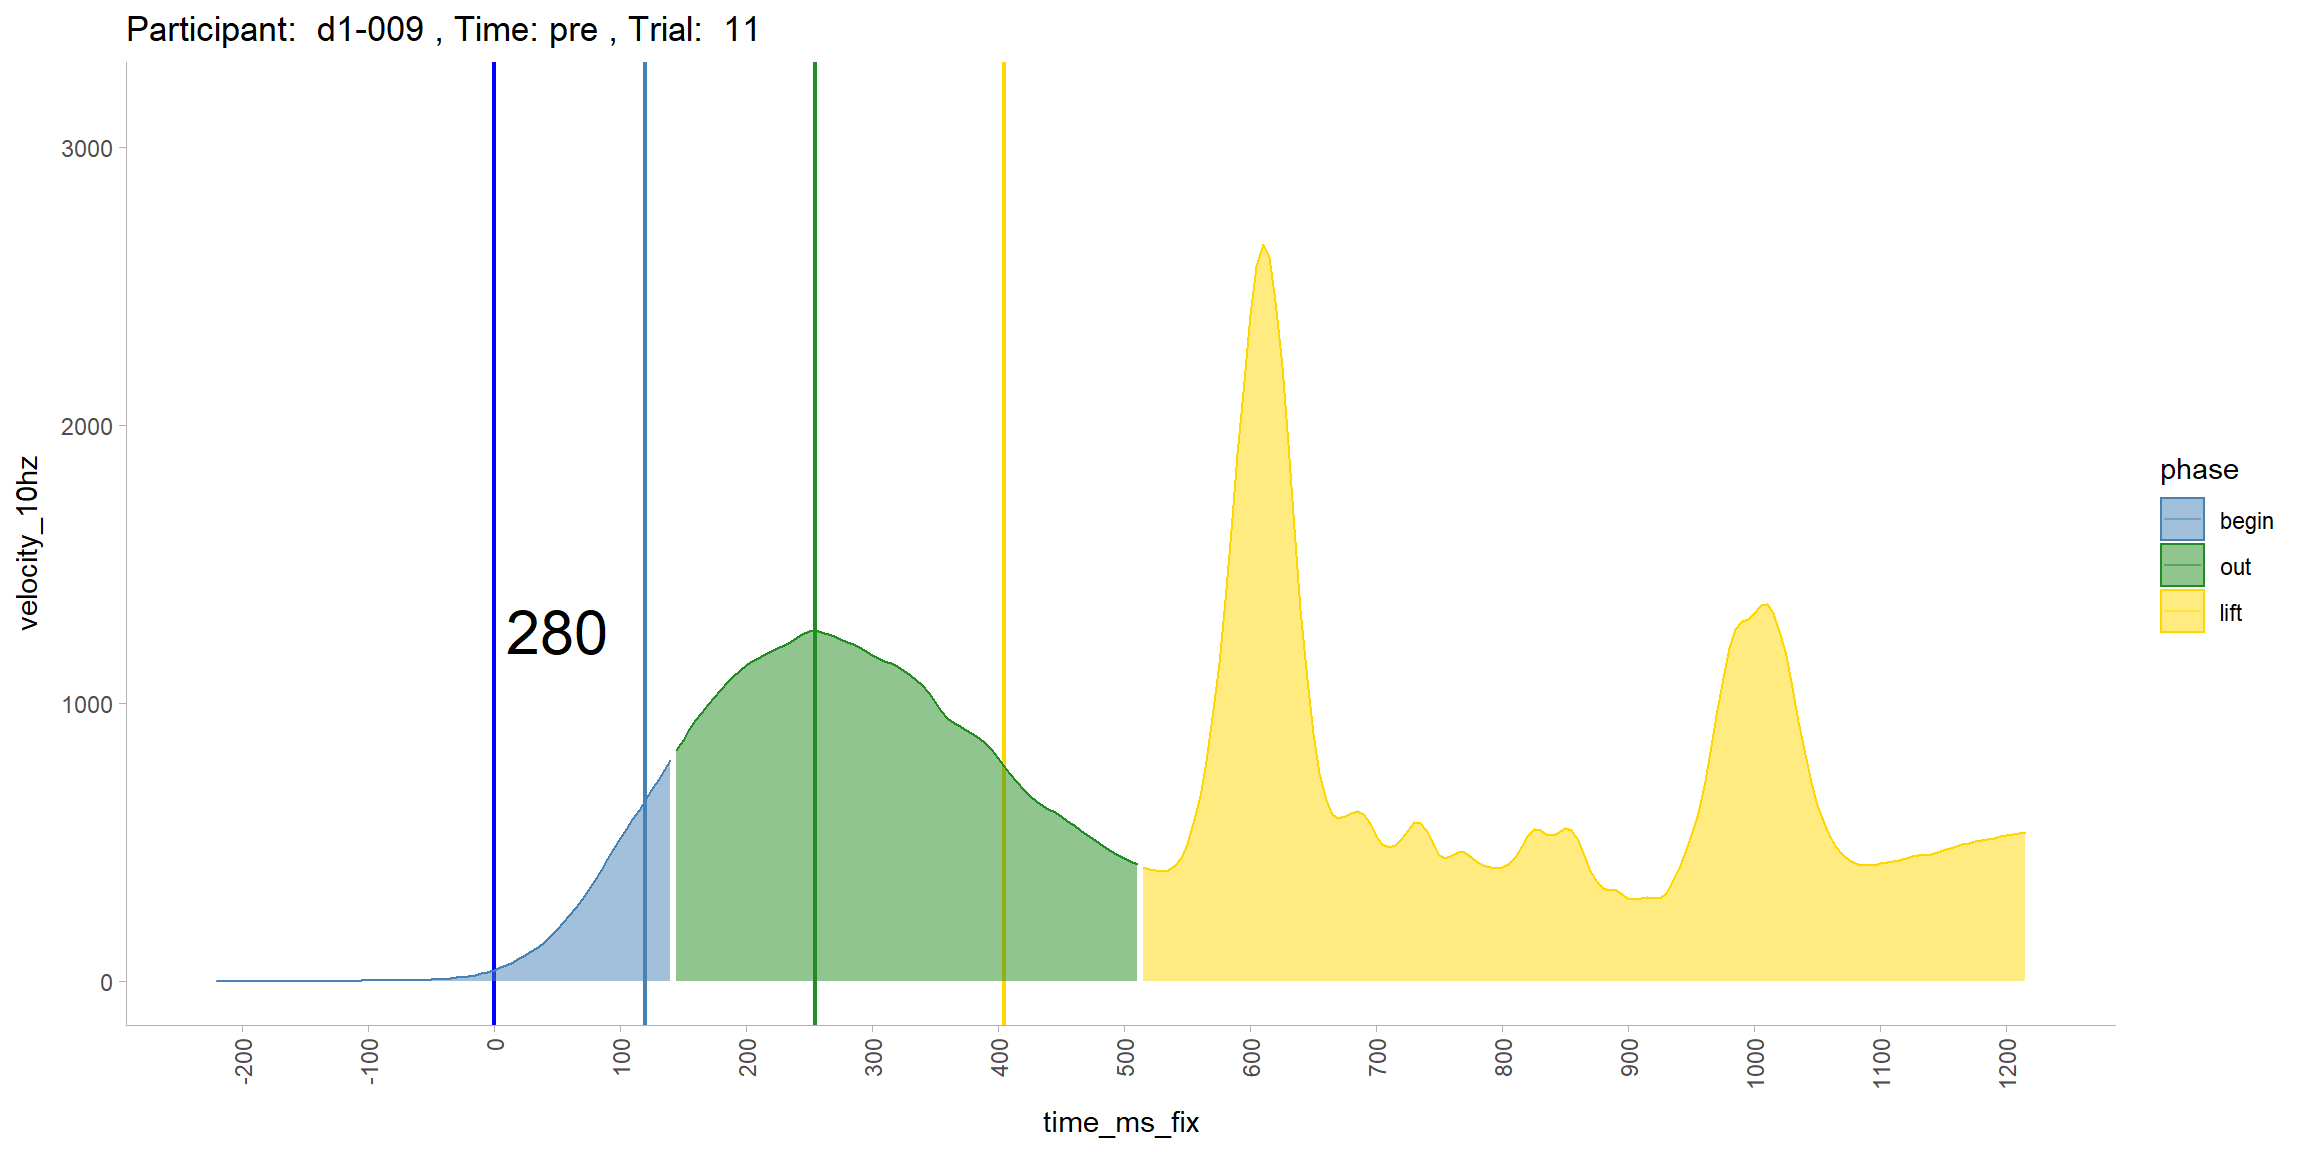 Participant:  d1-009 , Time: pre , Trial:  11
3000
2000
1000
0
velocity_10hz
280
-200
-100
0
100
200
300
400
500
600
700
800
900
1000
1100
1200
time_ms_fix
phase
begin
out
lift